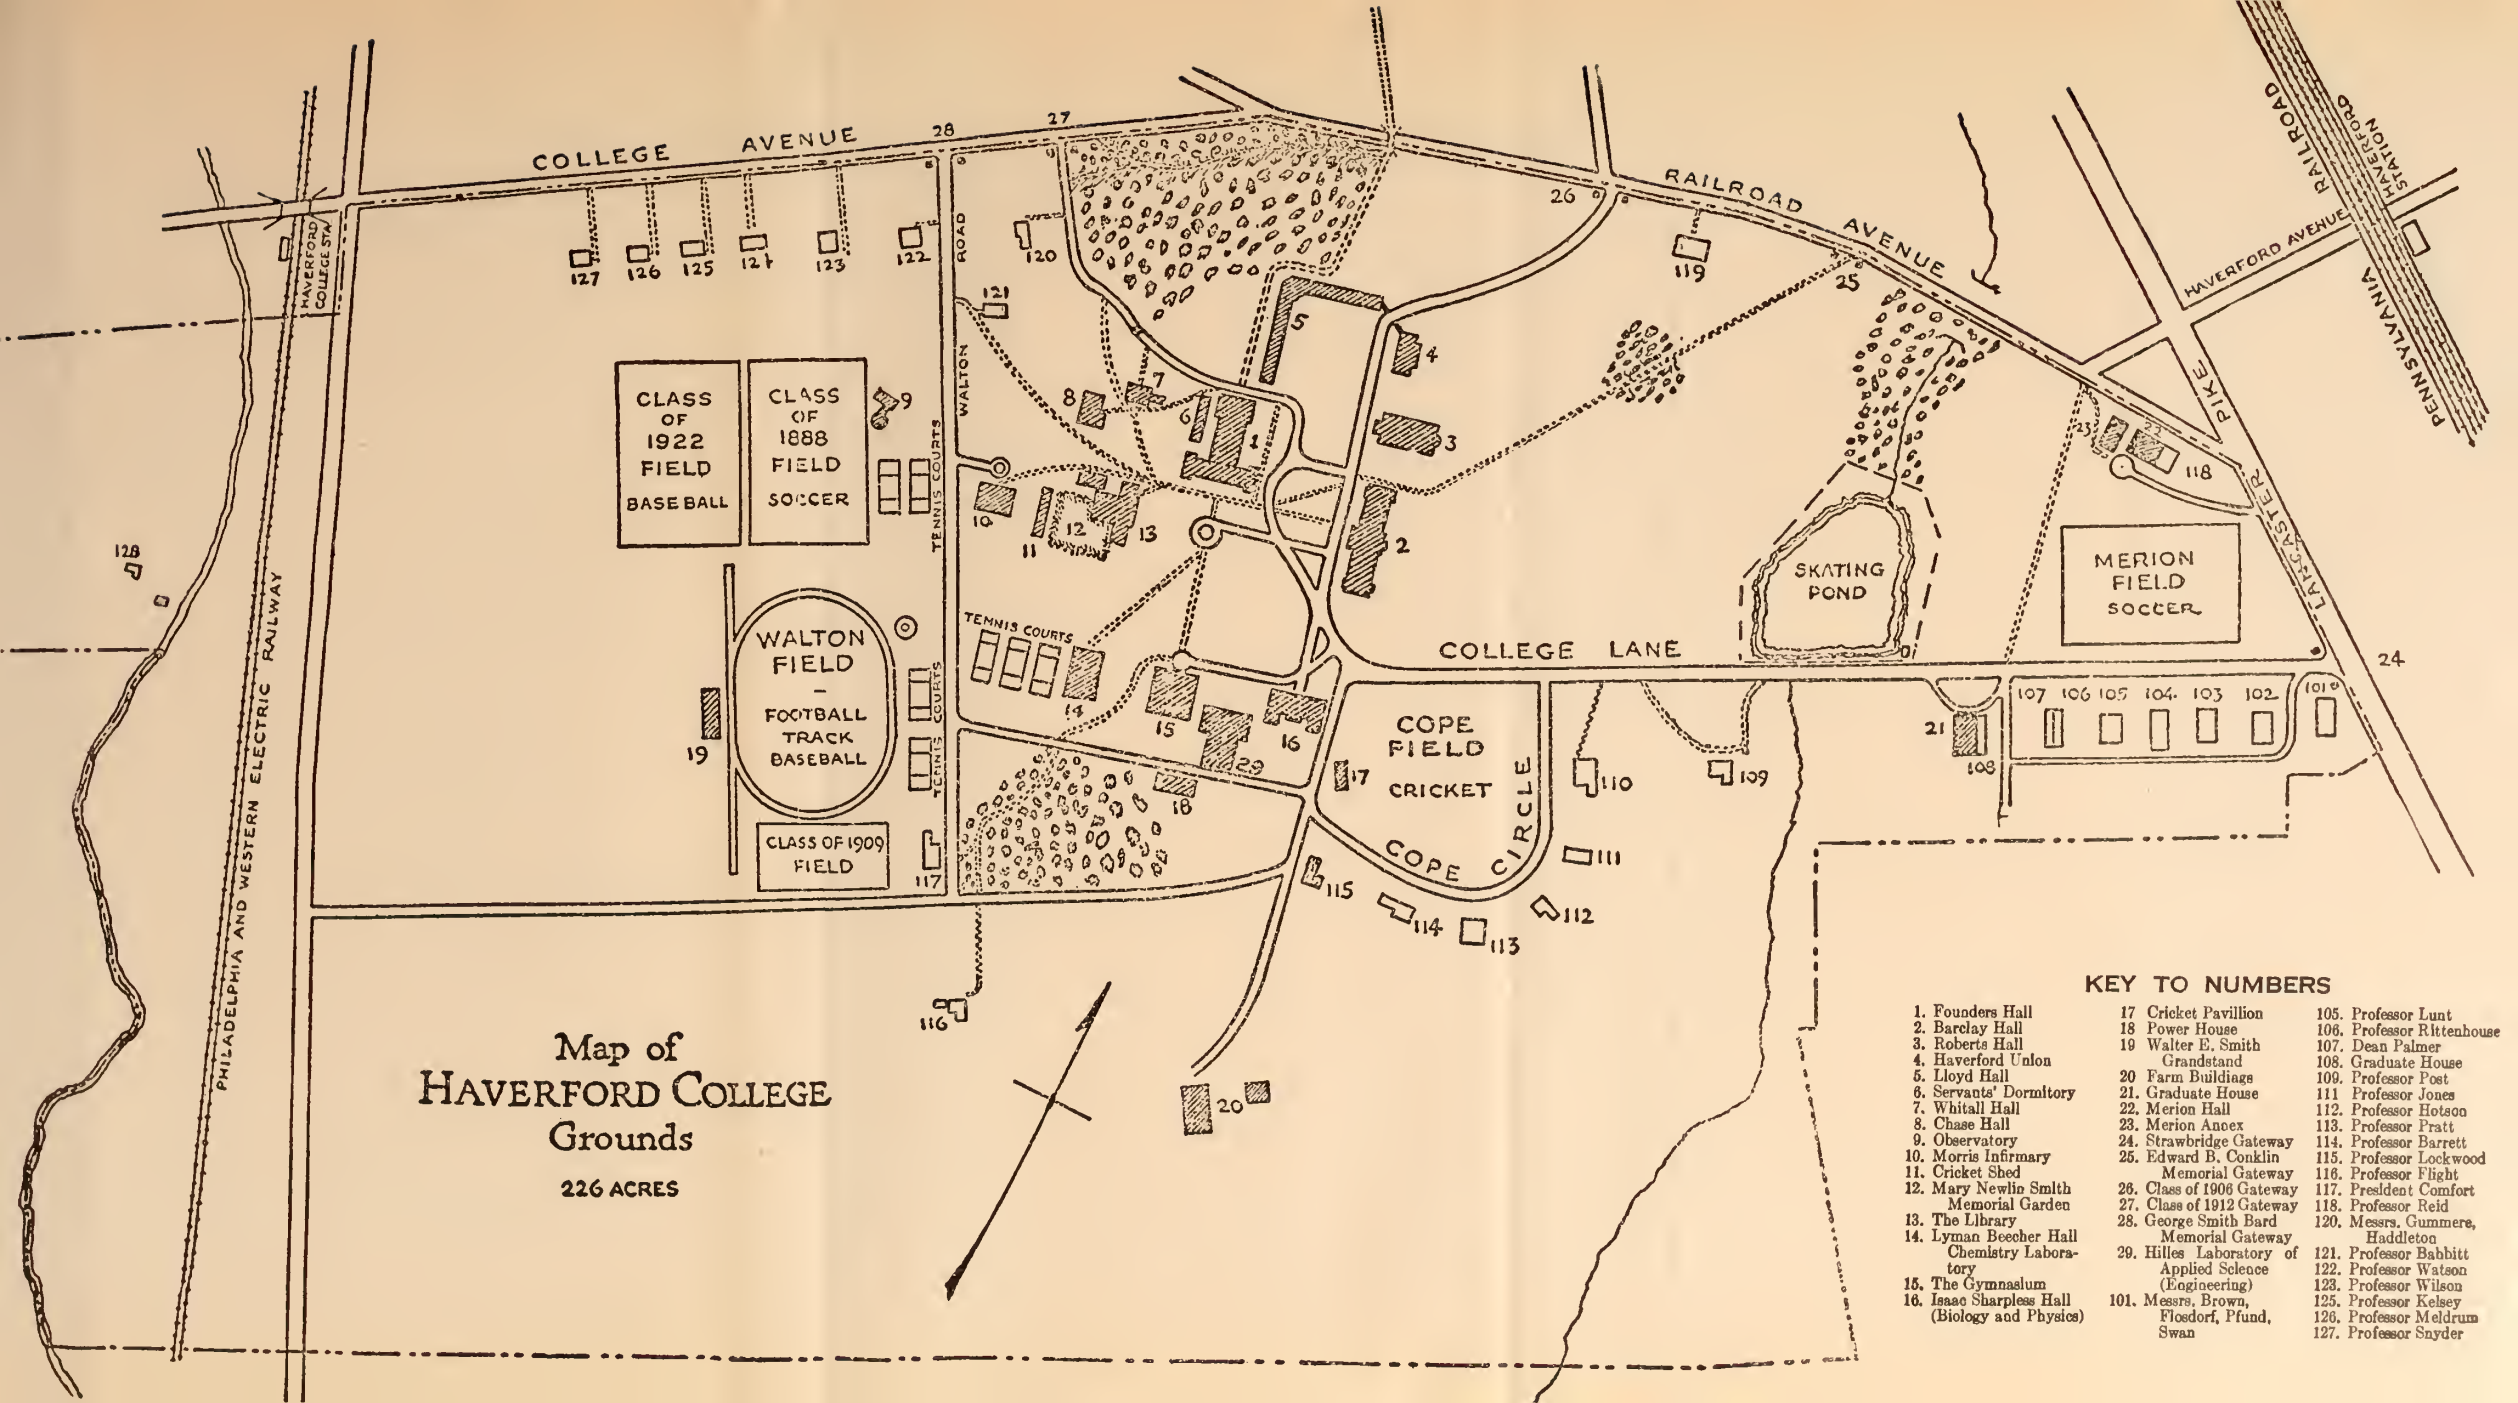 COLLEGE AVENUE
28
27
26
RAILROAD AVENUE
25
RAILROAD
HAVERFORD
STATION
HAVERFORD AVENUE
PENNSYLVANIA
PIKE
LANCASTER
HAVERFORD
COLLEGE STA.
127
126
125
123
122
ROAD
120
119
121
WALTON
5
4
3
CLASS
OF
1922
FIELD
BASEBALL
CLASS
OF
1888
FIELD
SOCCER
9
TENNIS COURTS
8
7
6
1
23
22
118
10
11
12
13
2
128
SKATING
POND
MERION
FIELD
SOCCER
PHILADELPHIA AND WESTERN ELECTRIC RAILWAY
WALTON
FIELD
–
FOOTBALL
TRACK
BASEBALL
TENNIS COURTS
TENNIS COURTS
14
15
16
29
17
18
19
COLLEGE LANE
24
COPE
FIELD
CRICKET
COPE CIRCLE
21
108
107 106 105 104 103 102 101
110
109
111
112
113
114
115
CLASS OF 1909
FIELD
117
116
20
Map of
HAVERFORD COLLEGE
Grounds
226 ACRES
KEY TO NUMBERS
1. Founders Hall
2. Barclay Hall
3. Roberts Hall
4. Haverford Union
5. Lloyd Hall
6. Servants' Dormitory
7. Whitall Hall
8. Chase Hall
9. Observatory
10. Morris Infirmary
11. Cricket Shed
12. Mary Newlin Smith
Memorial Garden
13. The Library
14. Lyman Beecher Hall
Chemistry Labora-
tory
15. The Gymnasium
16. Isaac Sharpless Hall
(Biology and Physics)
17 Cricket Pavillion
18 Power House
19 Walter E. Smith
Grandstand
20 Farm Buildings
21. Graduate House
22. Merion Hall
23. Merion Annex
24. Strawbridge Gateway
25. Edward B. Conklin
Memorial Gateway
26. Class of 1906 Gateway
27. Class of 1912 Gateway
28. George Smith Bard
Memorial Gateway
29. Hilles Laboratory of
Applied Science
(Engineering)
101. Messrs. Brown,
Flosdorf, Pfund,
Swan
105. Professor Lunt
106. Professor Rittenhouse
107. Dean Palmer
108. Graduate House
109. Professor Post
111 Professor Jones
112. Professor Hotson
113. Professor Pratt
114. Professor Barrett
115. Professor Lockwood
116. Professor Flight
117. President Comfort
118. Professor Reid
120. Messrs. Gummere,
Haddleton
121. Professor Babbitt
122. Professor Watson
123. Professor Wilson
125. Professor Kelsey
126. Professor Meldrum
127. Professor Snyder